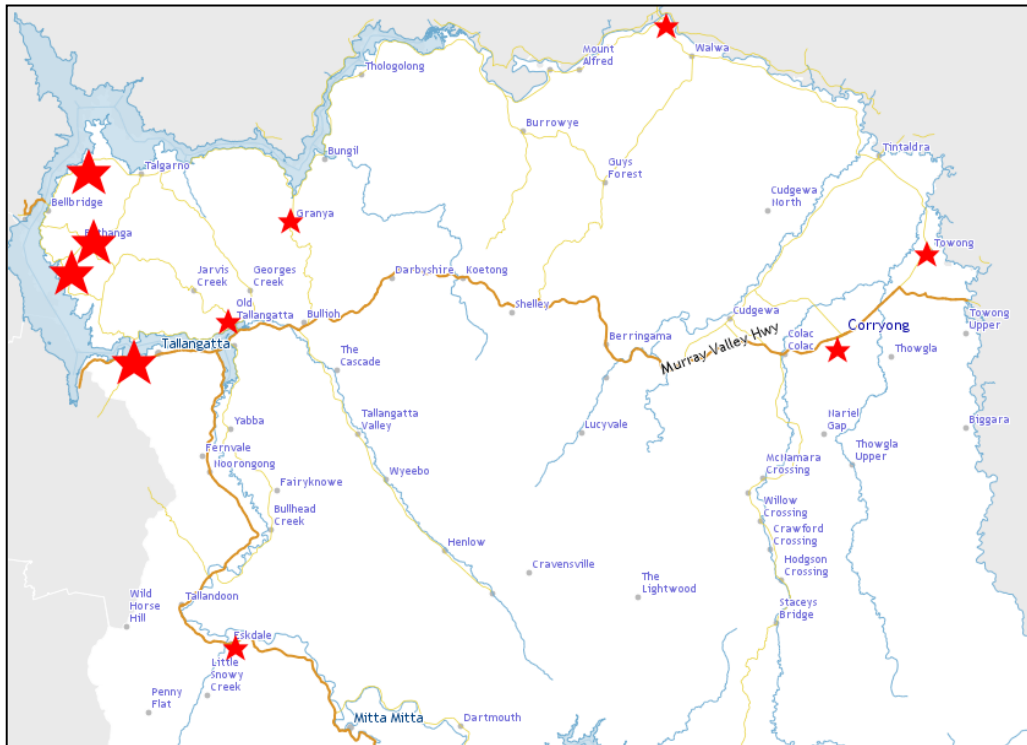 Walwa
Mount
Alfred
Thologolong
Burrowye
Bungil
Tintaldra
Talgarno
Guys
Forest
Cudgewa
North
Bellbridge
Granya
Towong
Jarvis
Creek
Georges
Creek
Darbyshire
Koetong
Old
Tallangatta
Bullioh
Shelley
Cudgewa
Corryong
Towong
Upper
Murray Valley Hwy
Berringama
Colac
Colac
Tallangatta
The
Cascade
Thowgla
Tallangatta
Valley
Yabba
Lucyvale
Nariel
Gap
Biggara
Fernvale
Noorongong
Thowgla
Upper
McNamara
Crossing
Wyeebo
Fairyknowe
Willow
Crossing
Bullhead
Creek
Crawford
Crossing
Henlow
Hodgson
Crossing
Cravensville
The
Lightwood
Wild
Horse
Hill
Tallandoon
Staceys
Bridge
Eskdale
Little
Snowy
Creek
Penny
Flat
Mitta Mitta
Dartmouth